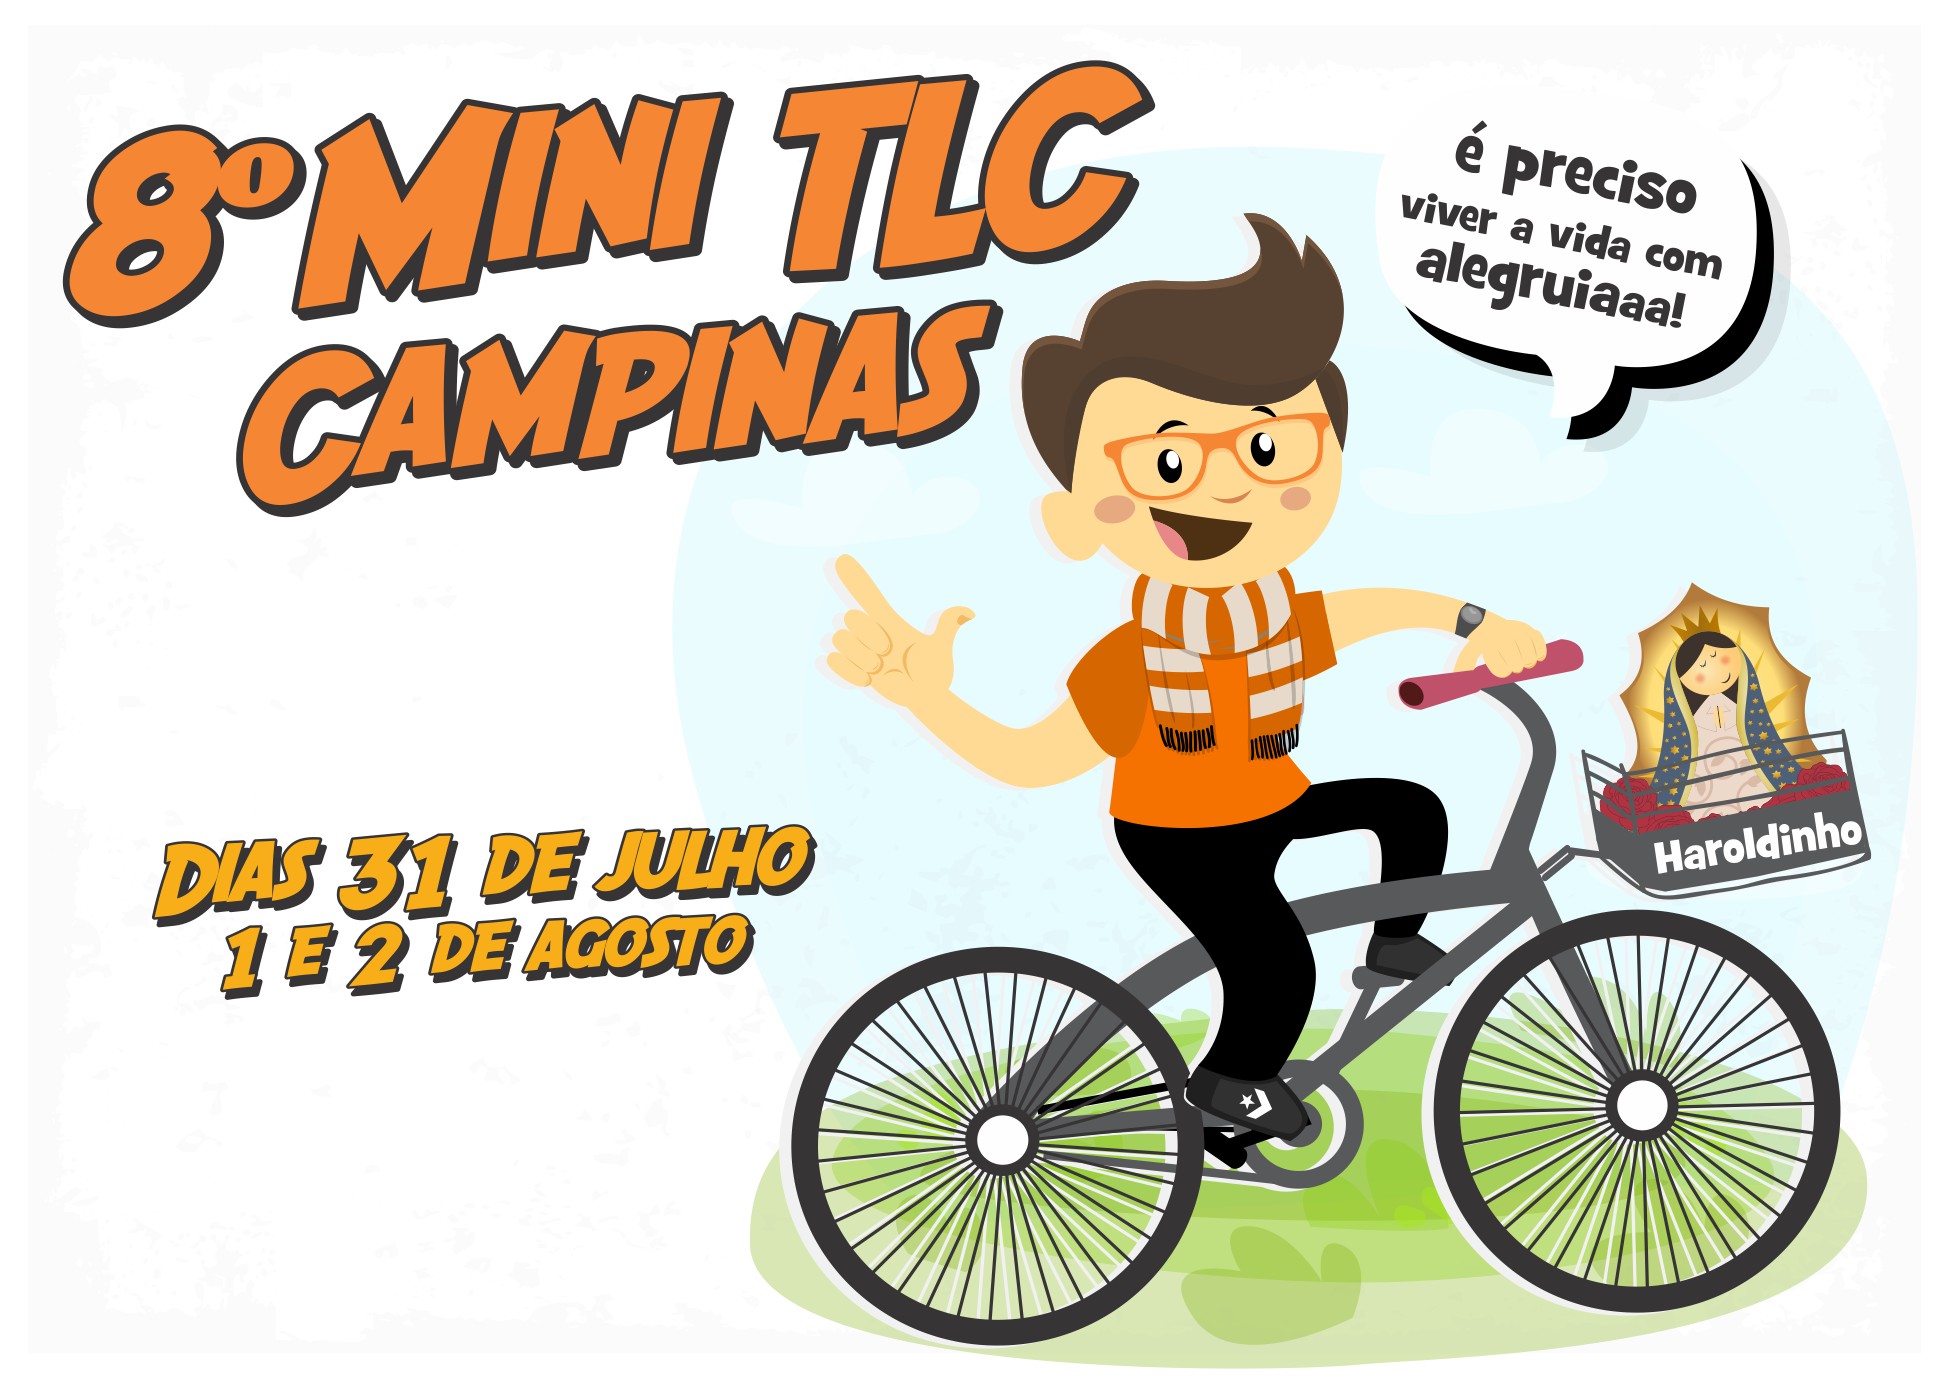 8º MINI TLC
CAMPINAS
é preciso
viver a vida com
alegruiaaa!
Haroldinho
DIAS 31 DE JULHO
1 E 2 DE AGOSTO